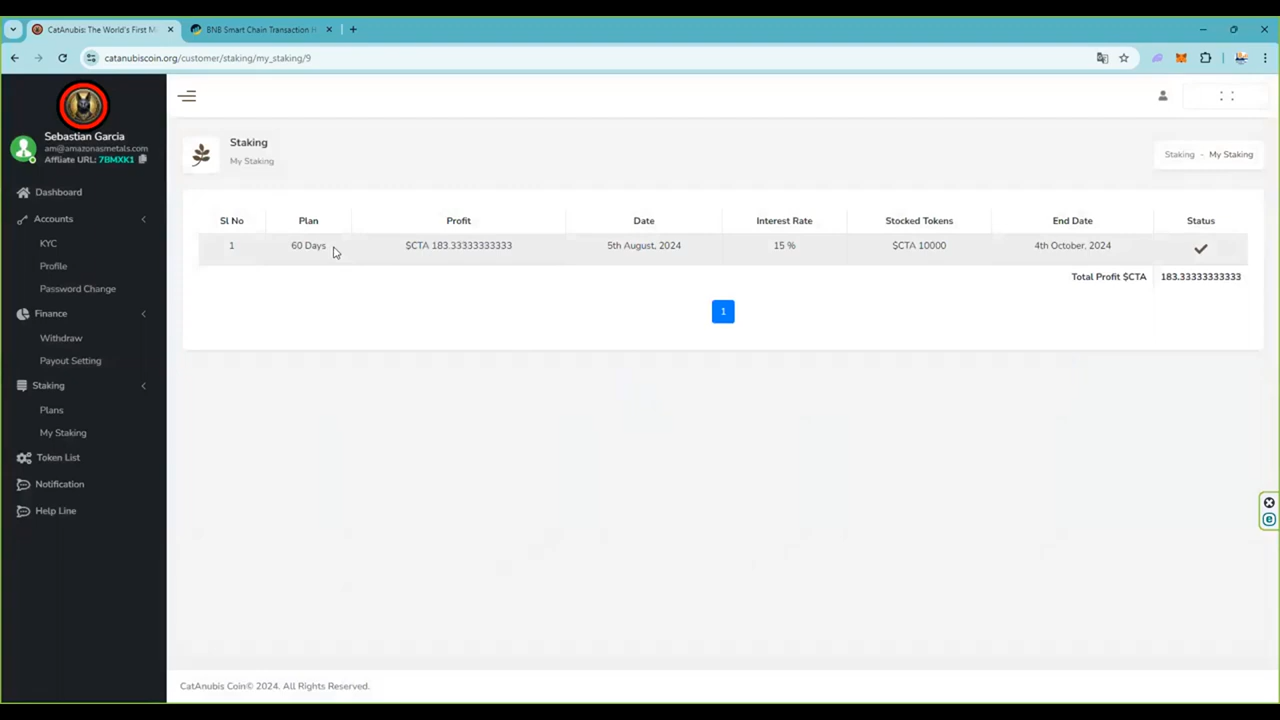 CatAnubis: The World's First M
BNB Smart Chain Transaction H
catanubiscoin.org/customer/staking/my_staking/9
Sebastian Garcia
am@amazonasmetals.com
Affliate URL: 7BMXK1
Dashboard
Accounts
KYC
Profile
Password Change
Finance
Withdraw
Payout Setting
Staking
Plans
My Staking
Token List
Notification
Help Line
Staking
My Staking
Staking - My Staking
Sl No Plan Profit Date Interest Rate Stocked Tokens End Date Status
1 60 Days $CTA 183.33333333333 5th August, 2024 15 % $CTA 10000 4th October, 2024
Total Profit $CTA 183.33333333333
1
CatAnubis Coin© 2024. All Rights Reserved.